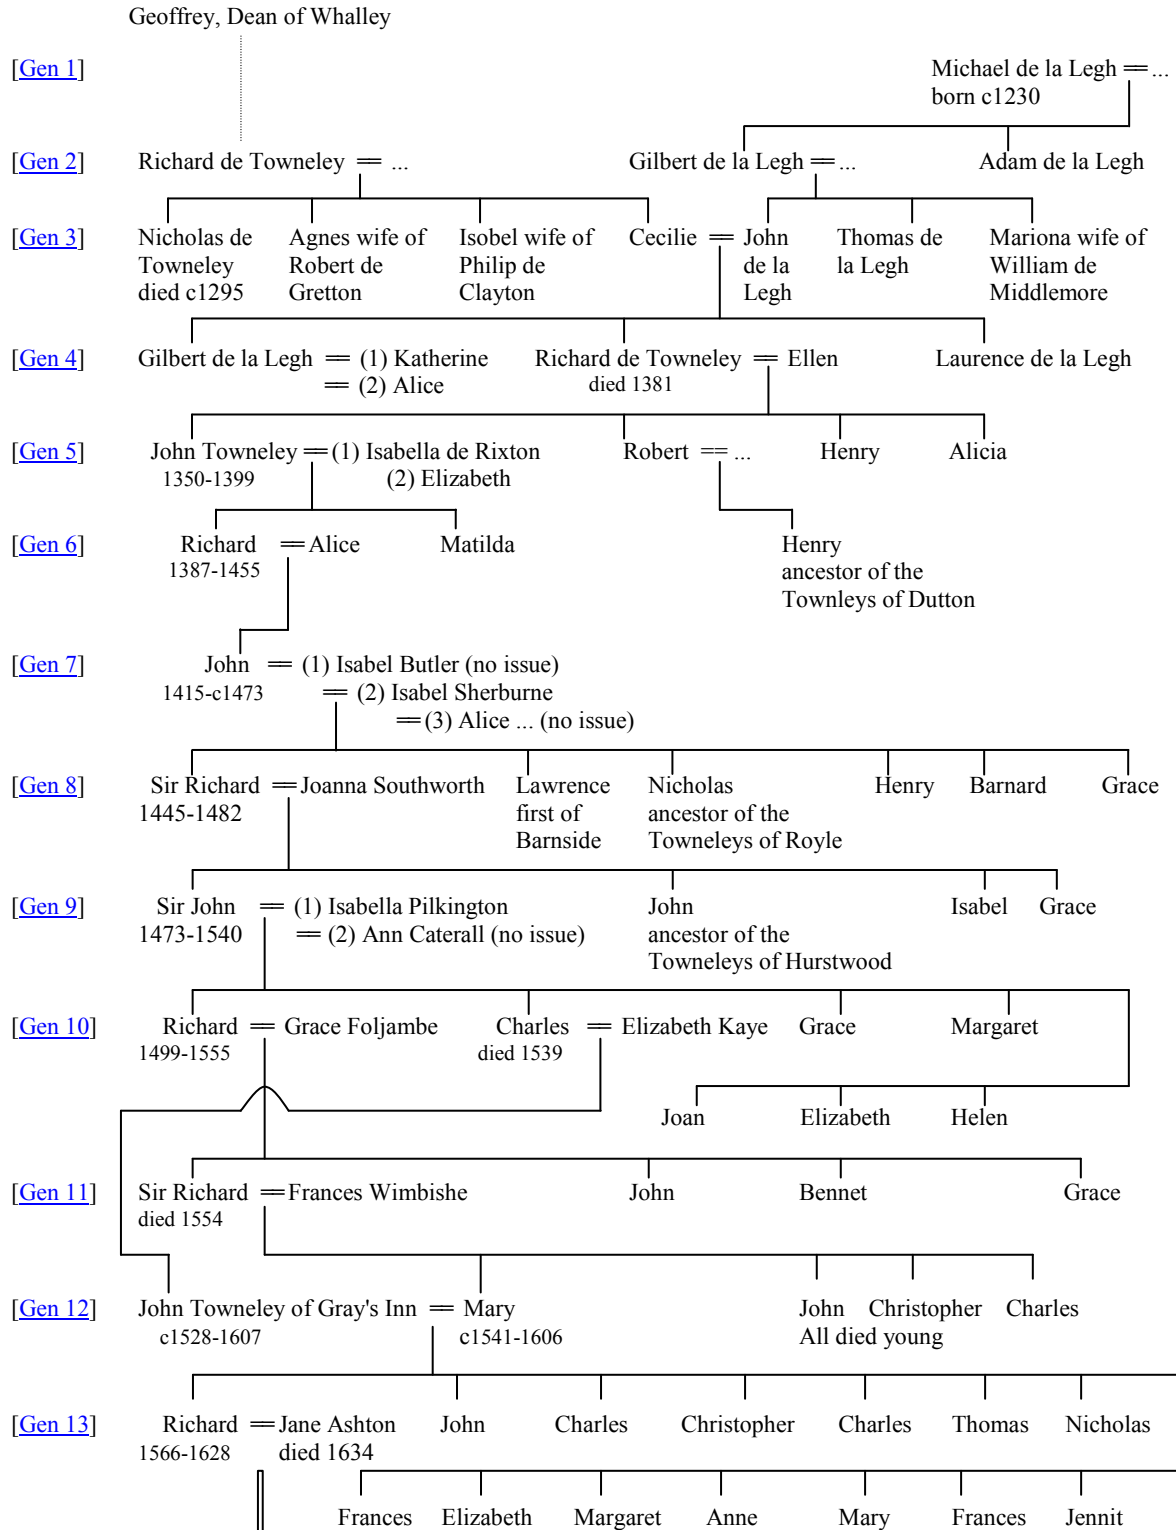 Geoffrey, Dean of Whalley
[Gen 1] Michael de la Legh == ...
born c1230
[Gen 2] Richard de Towneley == ... Gilbert de la Legh == ... Adam de la Legh
[Gen 3] Nicholas de Agnes wife of Isobel wife of Cecilie == John Thomas de Mariona wife of
Towneley Robert de Philip de de la la Legh William de
died c1295 Gretton Clayton Legh Middlemore
[Gen 4] Gilbert de la Legh == (1) Katherine Richard de Towneley == Ellen Laurence de la Legh
== (2) Alice died 1381
[Gen 5] John Towneley == (1) Isabella de Rixton Robert == ... Henry Alicia
1350-1399 (2) Elizabeth
[Gen 6] Richard == Alice Matilda Henry
1387-1455 ancestor of the
Townleys of Dutton
[Gen 7] John == (1) Isabel Butler (no issue)
1415-c1473 == (2) Isabel Sherburne
== (3) Alice ... (no issue)
[Gen 8] Sir Richard == Joanna Southworth Lawrence Nicholas Henry Barnard Grace
1445-1482 first of ancestor of the
Barnside Towneleys of Royle
[Gen 9] Sir John == (1) Isabella Pilkington John Isabel Grace
1473-1540 == (2) Ann Caterall (no issue) ancestor of the
Towneleys of Hurstwood
[Gen 10] Richard == Grace Foljambe Charles == Elizabeth Kaye Grace Margaret
1499-1555 died 1539
Joan Elizabeth Helen
[Gen 11] Sir Richard == Frances Wimbishe John Bennet Grace
died 1554
[Gen 12] John Towneley of Gray's Inn == Mary John Christopher Charles
c1528-1607 c1541-1606 All died young
[Gen 13] Richard == Jane Ashton John Charles Christopher Charles Thomas Nicholas
1566-1628 died 1634
Frances Elizabeth Margaret Anne Mary Frances Jennit